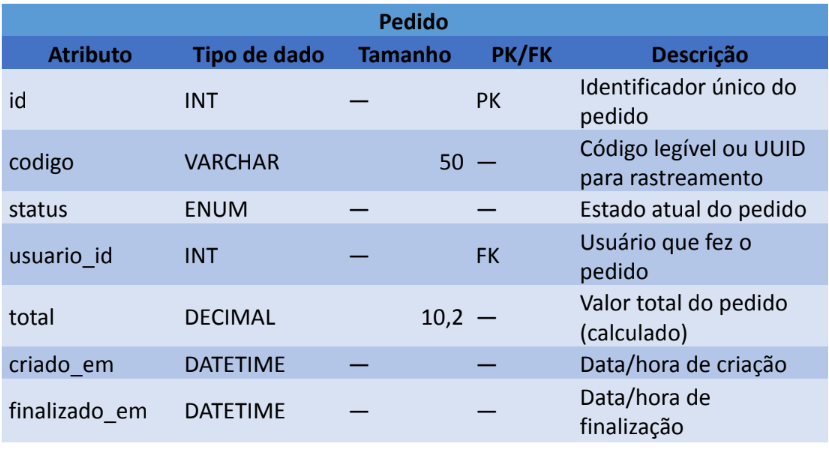 Pedido
Atributo Tipo de dado Tamanho PK/FK Descrição
id INT — PK Identificador único do
pedido
codigo VARCHAR 50 — Código legível ou UUID
para rastreamento
status ENUM — — Estado atual do pedido
usuario_id INT — FK Usuário que fez o
pedido
total DECIMAL 10,2 — Valor total do pedido
(calculado)
criado_em DATETIME — — Data/hora de criação
finalizado_em DATETIME — — Data/hora de
finalização